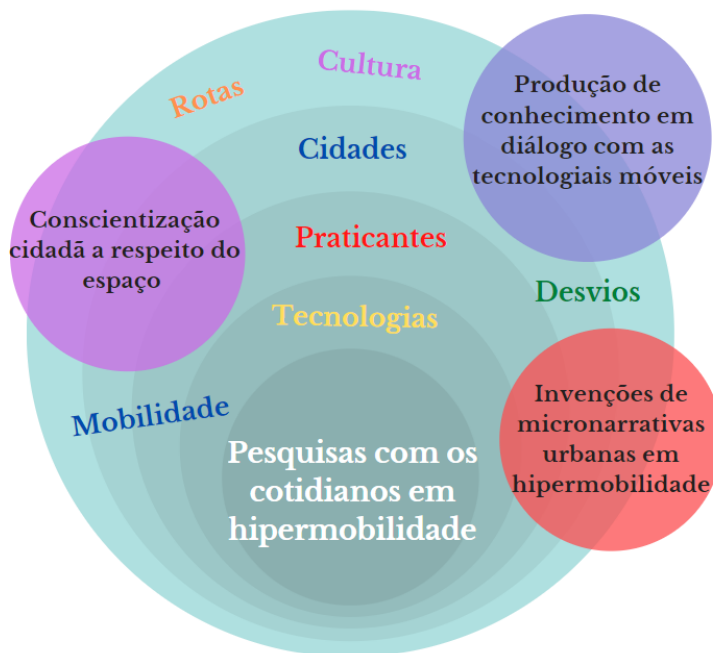 Cultura
Rotas
Produção de
conhecimento em
diálogo com as
tecnologiais móveis
Cidades
Conscientização
cidadã a respeito do
espaço
Praticantes
Desvios
Tecnologias
Mobilidade
Invenções de
micronarrativas
urbanas em
hipermobilidade
Pesquisas com os
cotidianos em
hipermobilidade